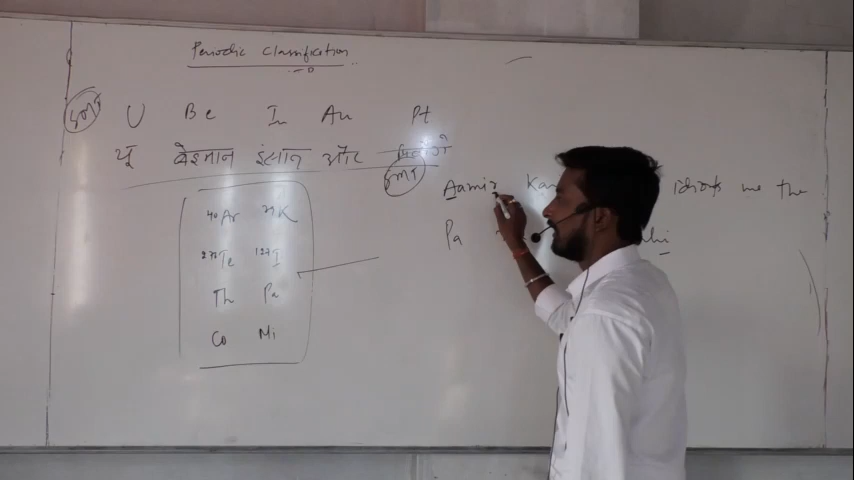 Periodic Classification
U Be In Au Pt
यू बेईमान इंसान और
Aamir idiots me the
40Ar 39K
Pa
127I
Th Pa
Co Ni